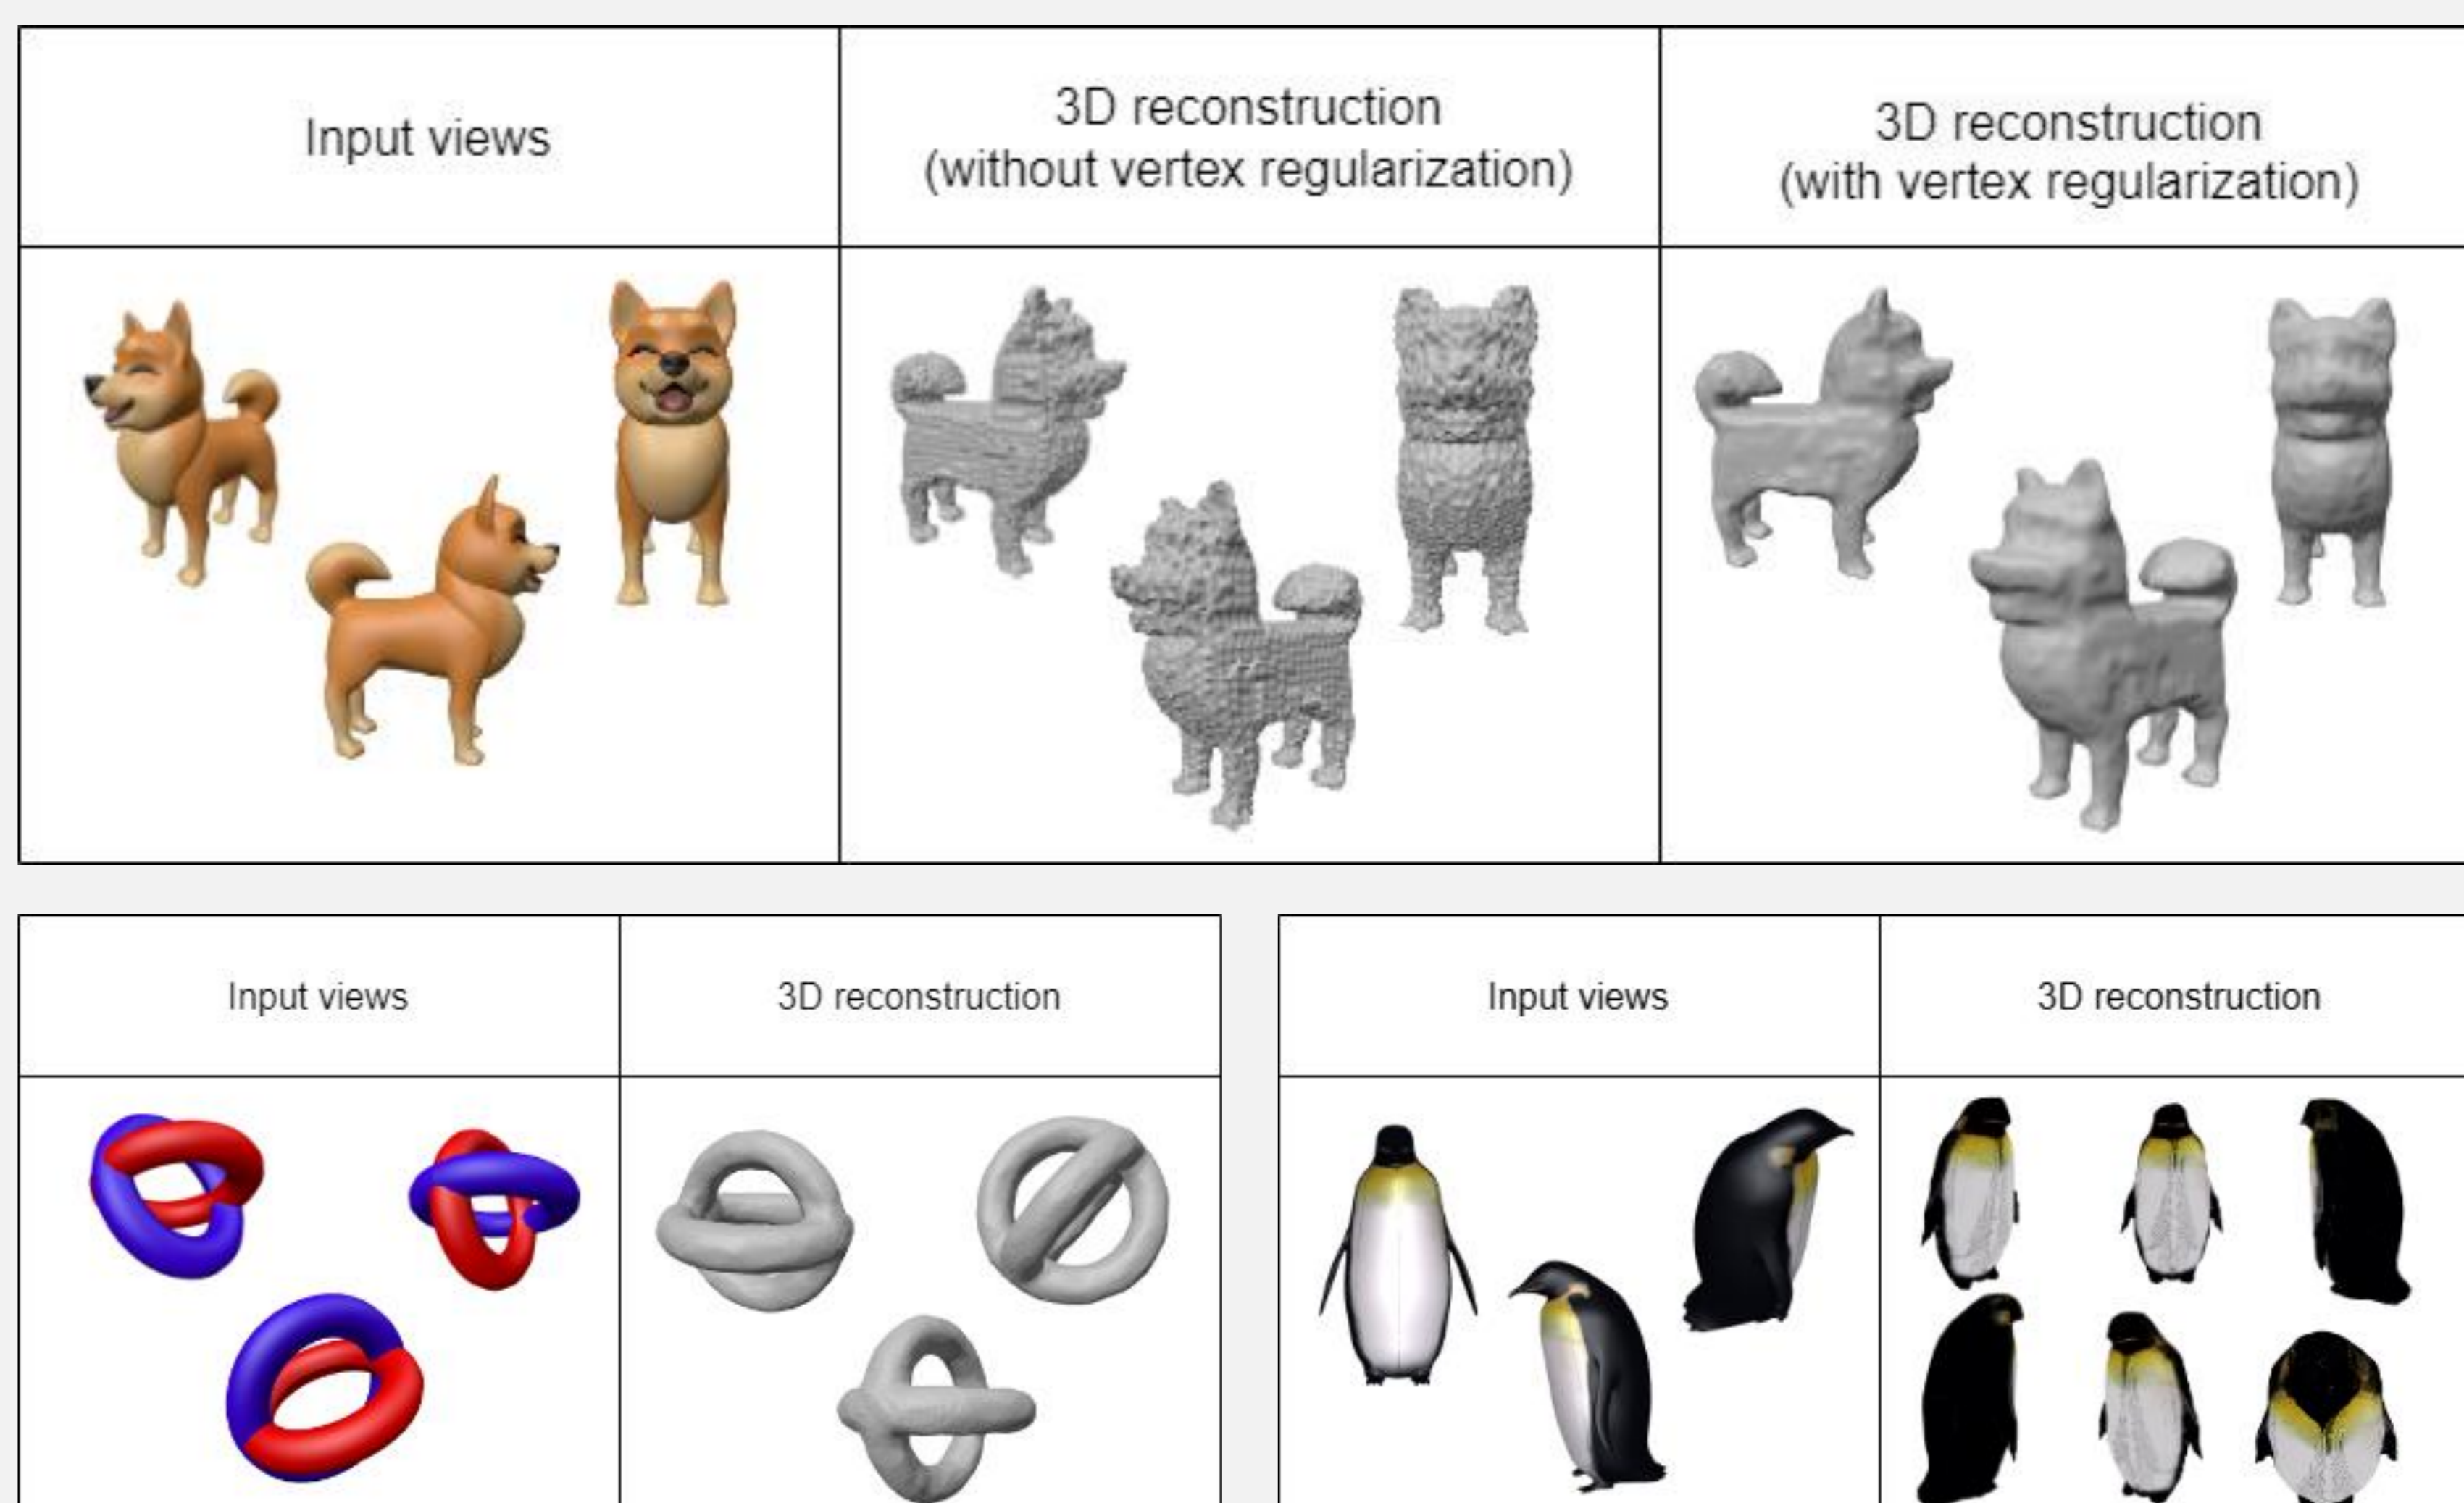 Input views
3D reconstruction
(without vertex regularization)
3D reconstruction
(with vertex regularization)
Input views
3D reconstruction
Input views
3D reconstruction